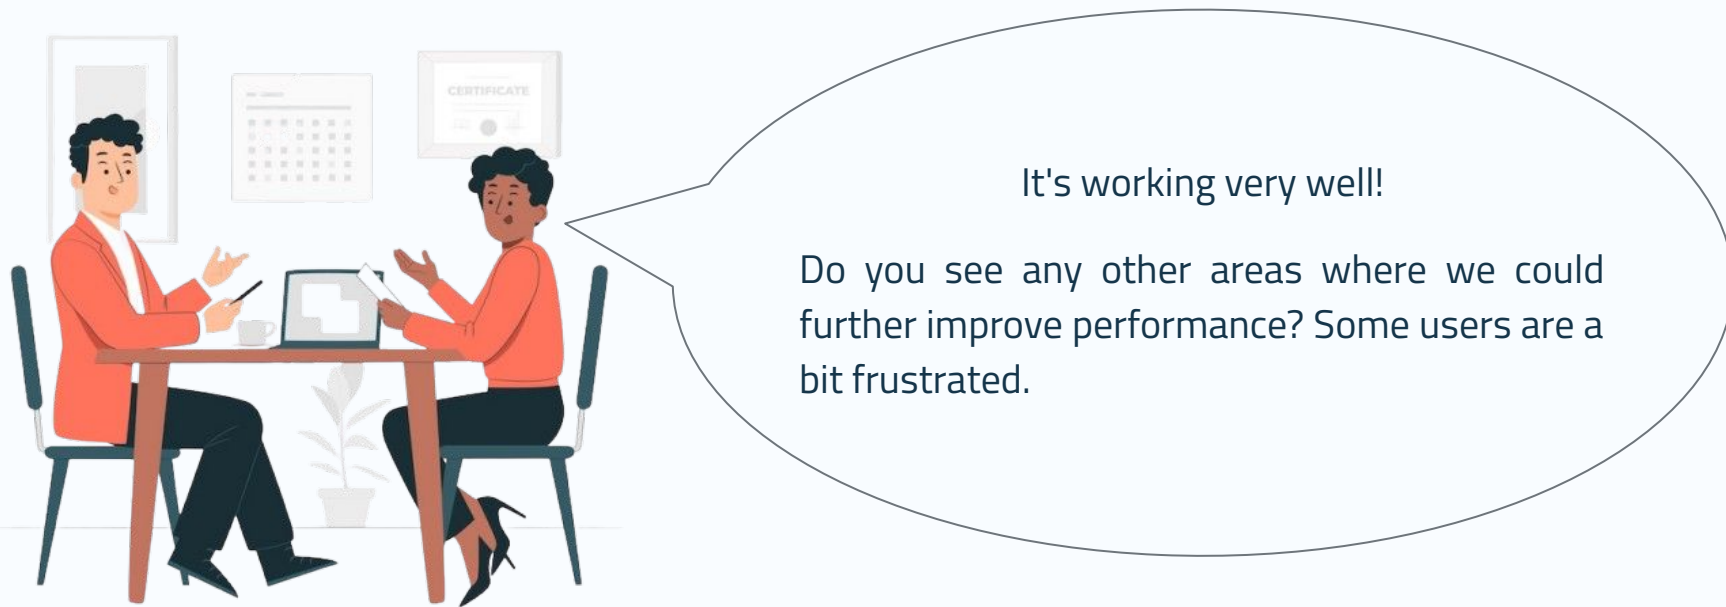 CERTIFICATE
It's working very well!
Do you see any other areas where we could
further improve performance? Some users are a
bit frustrated.